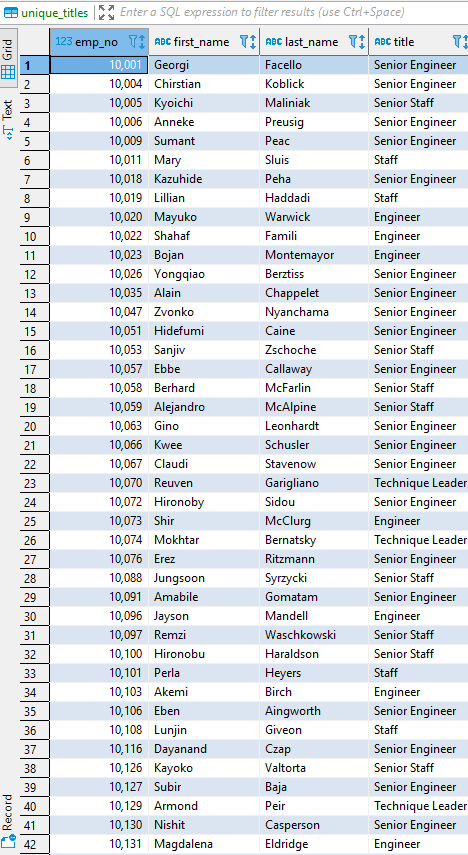 unique_titles Enter a SQL expression to filter results (use Ctrl+Space)
Grid
Text
Record
123 emp_no ABC first_name ABC last_name ABC title
1 10,001 Georgi Facello Senior Engineer
2 10,004 Chirstian Koblick Senior Engineer
3 10,005 Kyoichi Maliniak Senior Staff
4 10,006 Anneke Preusig Senior Engineer
5 10,009 Sumant Peac Senior Engineer
6 10,011 Mary Sluis Staff
7 10,018 Kazuhide Peha Senior Engineer
8 10,019 Lillian Haddadi Staff
9 10,020 Mayuko Warwick Engineer
10 10,022 Shahaf Famili Engineer
11 10,023 Bojan Montemayor Engineer
12 10,026 Yongqiao Berztiss Senior Engineer
13 10,035 Alain Chappelet Senior Engineer
14 10,047 Zvonko Nyanchama Senior Engineer
15 10,051 Hidefumi Caine Senior Engineer
16 10,053 Sanjiv Zschoche Senior Staff
17 10,057 Ebbe Callaway Senior Engineer
18 10,058 Berhard McFarlin Senior Staff
19 10,059 Alejandro McAlpine Senior Staff
20 10,063 Gino Leonhardt Senior Engineer
21 10,066 Kwee Schusler Senior Engineer
22 10,067 Claudi Stavenow Senior Engineer
23 10,070 Reuven Garigliano Technique Leader
24 10,072 Hironoby Sidou Senior Engineer
25 10,073 Shir McClurg Engineer
26 10,074 Mokhtar Bernatsky Technique Leader
27 10,076 Erez Ritzmann Senior Engineer
28 10,088 Jungsoon Syrzycki Senior Staff
29 10,091 Amabile Gomatam Senior Engineer
30 10,096 Jayson Mandell Engineer
31 10,097 Remzi Waschkowski Senior Staff
32 10,100 Hironobu Haraldson Senior Staff
33 10,101 Perla Heyers Staff
34 10,103 Akemi Birch Engineer
35 10,106 Eben Aingworth Senior Engineer
36 10,108 Lunjin Giveon Staff
37 10,116 Dayanand Czap Senior Engineer
38 10,126 Kayoko Valtorta Senior Staff
39 10,127 Subir Baja Senior Engineer
40 10,129 Armond Peir Technique Leader
41 10,130 Nishit Casperson Senior Engineer
42 10,131 Magdalena Eldridge Engineer